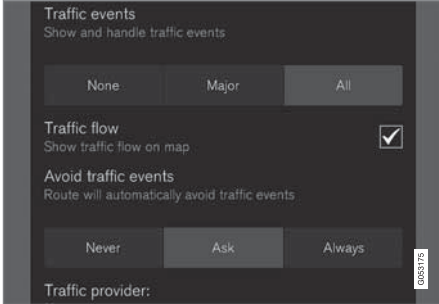 Traffic events
Show and handle traffic events
None Major All
Traffic flow
Show traffic flow on map
Avoid traffic events
Route will automatically avoid traffic events
Never Ask Always
G053175
Traffic provider: